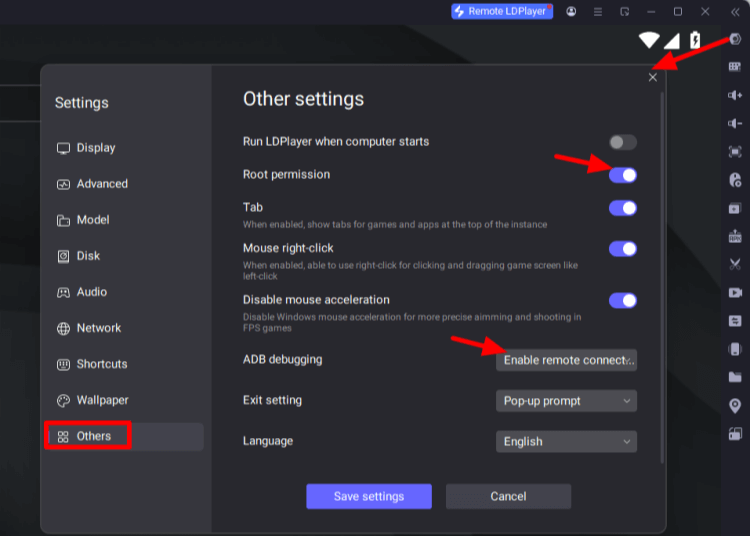 Remote LDPlayer
Settings
Display
Advanced
Model
Disk
Audio
Network
Shortcuts
Wallpaper
Others
Other settings
Run LDPlayer when computer starts
Root permission
Tab
When enabled, show tabs for games and apps at the top of the instance
Mouse right-click
When enabled, able to use right-click for clicking and dragging game screen like
left-click
Disable mouse acceleration
Disable Windows mouse acceleration for more precise aimming and shooting in
FPS games
ADB debugging
Enable remote connect...
Exit setting
Pop-up prompt
Language
English
Save settings
Cancel